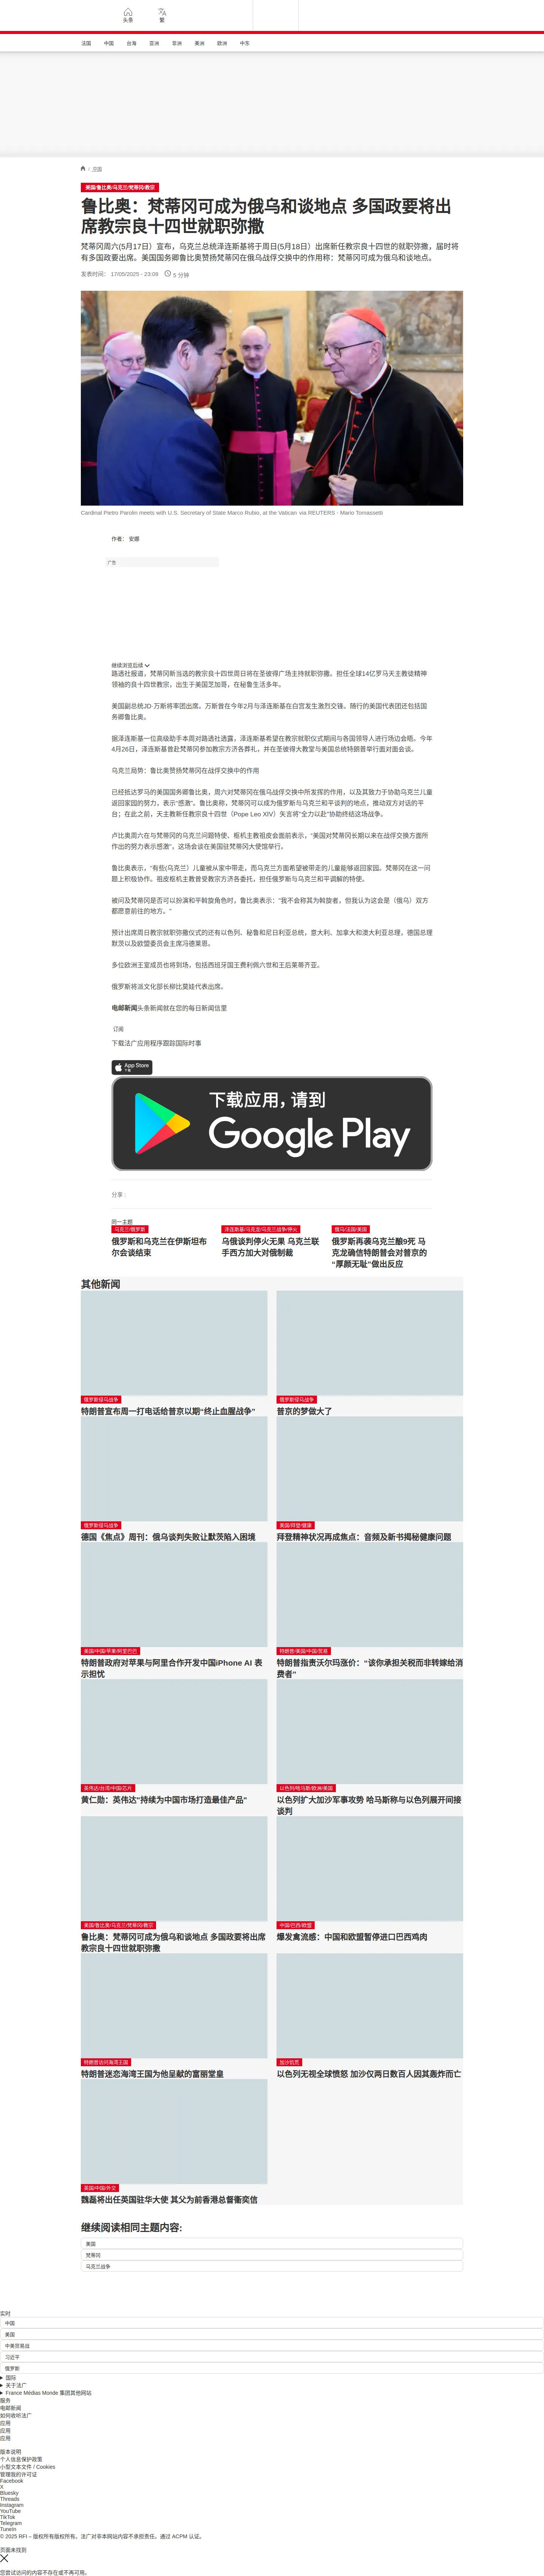 头条
繁
法国
中国
台海
亚洲
非洲
美洲
欧洲
中东
/ 中国
美国/鲁比奥/乌克兰/梵蒂冈/教宗
鲁比奥：梵蒂冈可成为俄乌和谈地点 多国政要将出
席教宗良十四世就职弥撒
梵蒂冈周六(5月17日）宣布，乌克兰总统泽连斯基将于周日(5月18日）出席新任教宗良十四世的就职弥撒，届时将
有多国政要出席。美国国务卿鲁比奥赞扬梵蒂冈在俄乌战俘交换中的作用称：梵蒂冈可成为俄乌和谈地点。
发表时间： 17/05/2025 - 23:09 5 分钟
Cardinal Pietro Parolin meets with U.S. Secretary of State Marco Rubio, at the Vatican via REUTERS - Mario Tomassetti
作者： 安娜
广告
继续浏览后续
路透社报道，梵蒂冈新当选的教宗良十四世周日将在圣彼得广场主持就职弥撒。担任全球14亿罗马天主教徒精神
领袖的良十四世教宗，出生于美国芝加哥，在秘鲁生活多年。
美国副总统JD·万斯将率团出席。万斯曾在今年2月与泽连斯基在白宫发生激烈交锋。随行的美国代表团还包括国
务卿鲁比奥。
据泽连斯基一位高级助手本周对路透社透露，泽连斯基希望在教宗就职仪式期间与各国领导人进行场边会晤。今年
4月26日，泽连斯基曾赴梵蒂冈参加教宗方济各葬礼，并在圣彼得大教堂与美国总统特朗普举行面对面会谈。
乌克兰局势：鲁比奥赞扬梵蒂冈在战俘交换中的作用
已经抵达罗马的美国国务卿鲁比奥，周六对梵蒂冈在俄乌战俘交换中所发挥的作用，以及其致力于协助乌克兰儿童
返回家园的努力，表示“感激”。鲁比奥称，梵蒂冈可以成为俄罗斯与乌克兰和平谈判的地点，推动双方对话的平
台；在此之前，天主教新任教宗良十四世（Pope Leo XIV）矢言将“全力以赴”协助终结这场战争。
卢比奥周六在与梵蒂冈的乌克兰问题特使、枢机主教祖皮会面前表示，“美国对梵蒂冈长期以来在战俘交换方面所
作出的努力表示感激”，这场会谈在美国驻梵蒂冈大使馆举行。
鲁比奥表示，"有些(乌克兰）儿童被从家中带走，而乌克兰方面希望被带走的儿童能够返回家园。梵蒂冈在这一问
题上积极协作。祖皮枢机主教曾受教宗方济各委托，担任俄罗斯与乌克兰和平调解的特使。
被问及梵蒂冈是否可以扮演和平斡旋角色时，鲁比奥表示："我不会称其为斡旋者，但我认为这会是（俄乌）双方
都愿意前往的地方。"
预计出席周日教宗就职弥撒仪式的还有以色列、秘鲁和尼日利亚总统，意大利、加拿大和澳大利亚总理，德国总理
默茨以及欧盟委员会主席冯德莱恩。
多位欧洲王室成员也将到场，包括西班牙国王费利佩六世和王后莱蒂齐亚。
俄罗斯将派文化部长柳比莫娃代表出席。
电邮新闻头条新闻就在您的每日新闻信里
订阅
下载法广应用程序跟踪国际时事
App Store
下载应用，请到
Google Play
分享 :
同一主题
乌克兰/俄罗斯
俄罗斯和乌克兰在伊斯坦布
尔会谈结束
泽连斯基/马克龙/乌克兰战争/停火
乌俄谈判停火无果 乌克兰联
手西方加大对俄制裁
俄乌/法国/美国
俄罗斯再袭乌克兰酿9死 马
克龙确信特朗普会对普京的
“厚颜无耻”做出反应
其他新闻
俄罗斯侵乌战争
特朗普宣布周一打电话给普京以期“终止血腥战争”
俄罗斯侵乌战争
普京的梦做大了
俄罗斯侵乌战争
德国《焦点》周刊：俄乌谈判失败让默茨陷入困境
美国/拜登/健康
拜登精神状况再成焦点：音频及新书揭秘健康问题
美国/中国/苹果/阿里巴巴
特朗普政府对苹果与阿里合作开发中国iPhone AI 表
示担忧
特朗普/美国/中国/贸易
特朗普指责沃尔玛涨价：“该你承担关税而非转嫁给消
费者”
英伟达/台湾/中国/芯片
黄仁勋：英伟达"持续为中国市场打造最佳产品"
以色列/哈马斯/欧洲/美国
以色列扩大加沙军事攻势 哈马斯称与以色列展开间接
谈判
美国/鲁比奥/乌克兰/梵蒂冈/教宗
鲁比奥：梵蒂冈可成为俄乌和谈地点 多国政要将出席
教宗良十四世就职弥撒
中国/巴西/欧盟
爆发禽流感：中国和欧盟暂停进口巴西鸡肉
特朗普访问海湾王国
特朗普迷恋海湾王国为他呈献的富丽堂皇
加沙饥荒
以色列无视全球愤怒 加沙仅两日数百人因其轰炸而亡
英国/中国/外交
魏磊将出任英国驻华大使 其父为前香港总督衞奕信
继续阅读相同主题内容:
美国
梵蒂冈
乌克兰战争
实时
中国
美国
中美贸易战
习近平
俄罗斯
国际
关于法广
France Médias Monde 集团其他网站
服务
电邮新闻
如何收听法广
应用
应用
应用
版本说明
个人信息保护政策
小型文本文件 / Cookies
管理我的许可证
Facebook
X
Bluesky
Threads
Instagram
YouTube
TikTok
Telegram
TuneIn
© 2025 RFI – 版权所有版权所有。法广对非本网站内容不承担责任。通过 ACPM 认证。
页面未找到
您尝试访问的内容不存在或不再可用。